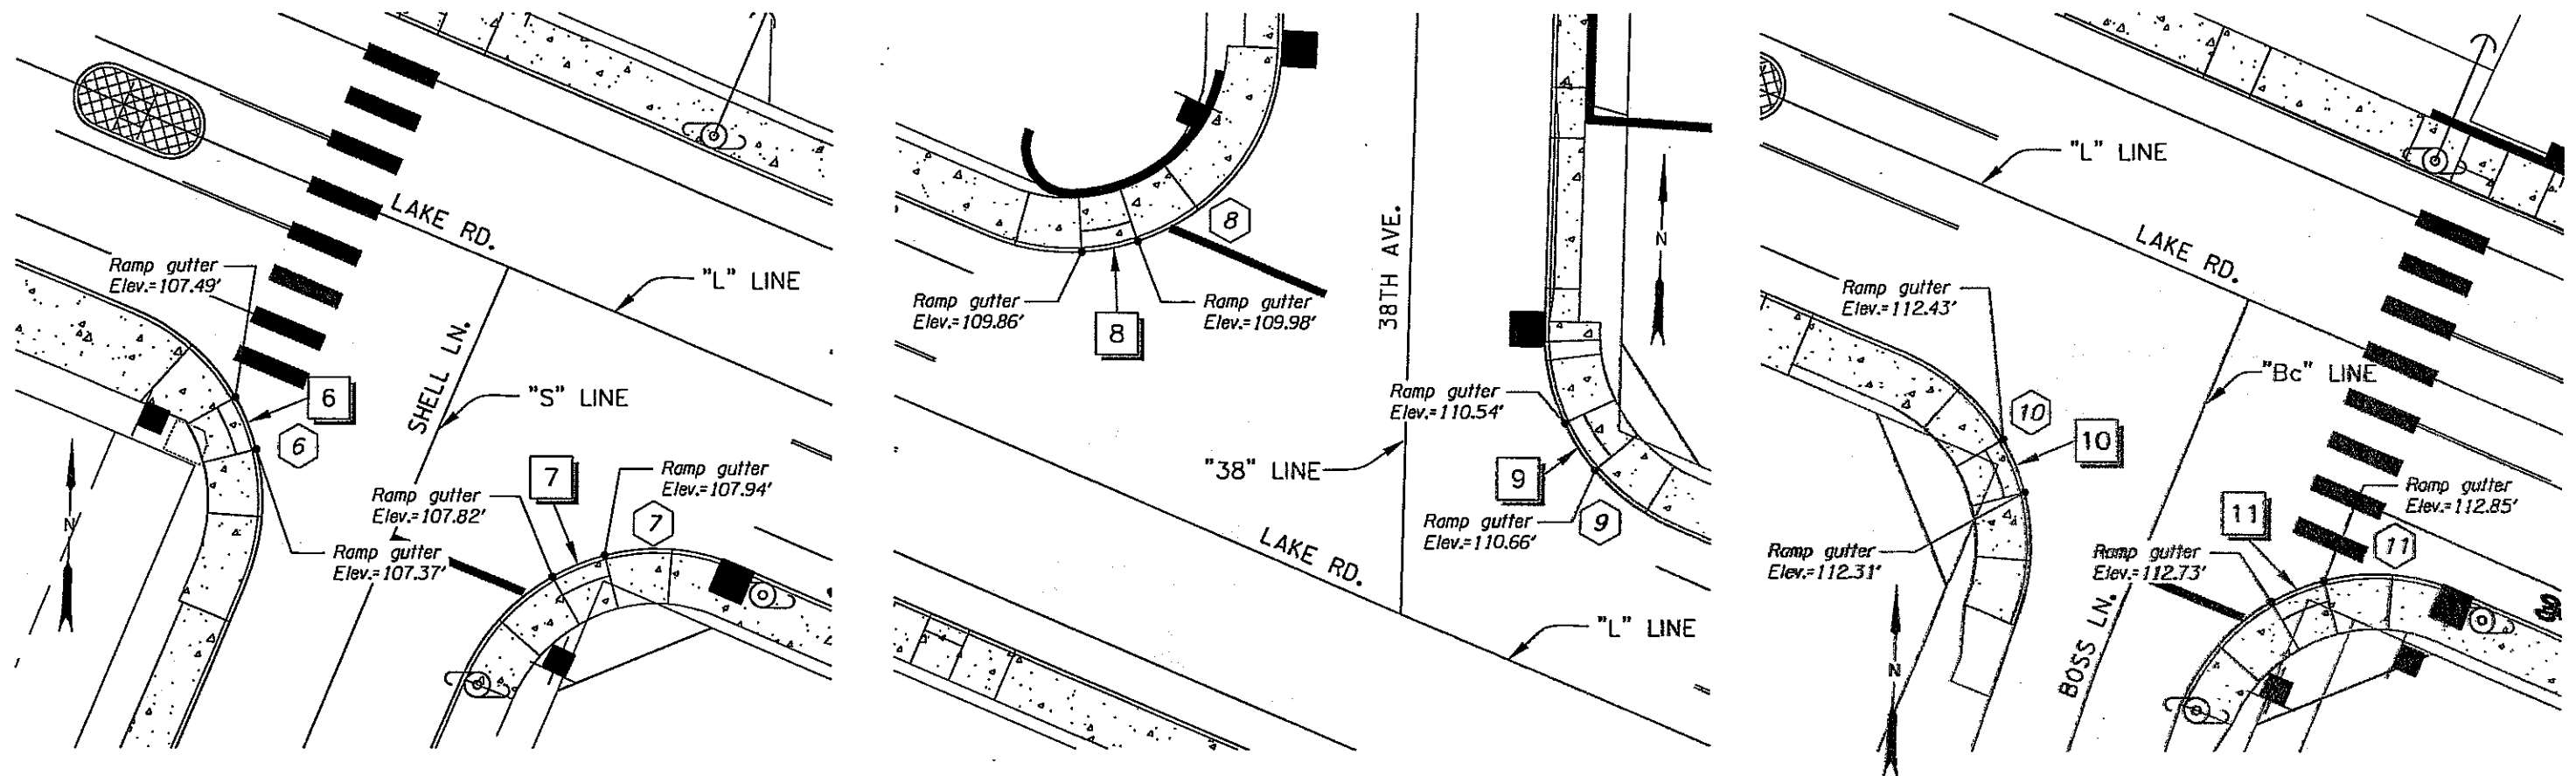 LAKE RD.
Ramp gutter
Elev.=107.49'
"L" LINE
6
SHELL LN.
"S" LINE
6
N
7
Ramp gutter
Elev.=107.94'
Ramp gutter
Elev.=107.82'
7
Ramp gutter
Elev.=107.37'
8
38TH AVE.
N
Ramp gutter
Elev.=109.86'
Ramp gutter
Elev.=109.98'
8
Ramp gutter
Elev.=110.54'
"38" LINE
9
Ramp gutter
Elev.=110.66'
9
LAKE RD.
"L" LINE
"L" LINE
LAKE RD.
Ramp gutter
Elev.=112.43'
"Bc" LINE
10
10
Ramp gutter
Elev.=112.85'
11
11
Ramp gutter
Elev.=112.31'
Ramp gutter
Elev.=112.73'
BOSS LN.
N